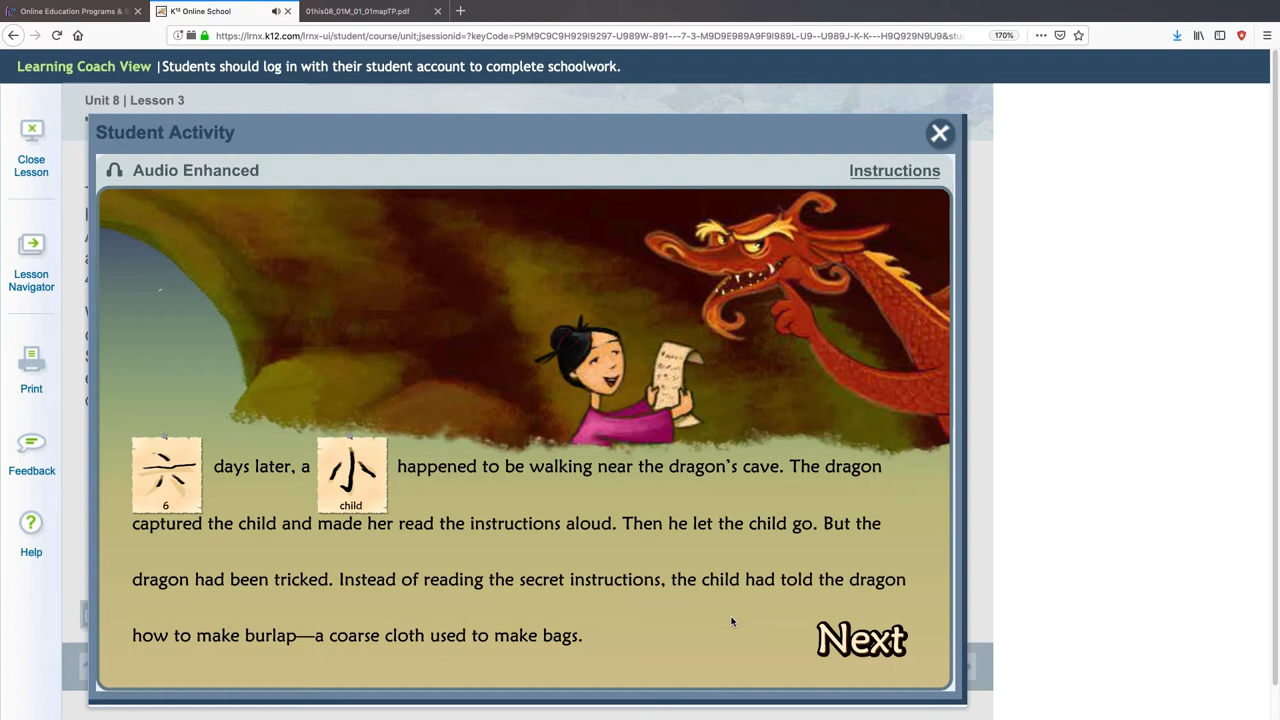 Online Education Programs & S
K¹² Online School
01his08_01M_01_01mapTP.pdf
https://lrnx.k12.com/lrnx-ui/student/course/unit;jsessionid=?keyCode=P9M9C9C9H929I9297-U989W-891---7-3-M9D9E989A9F9I989L-U9--U989J-K-K---H9Q929N9U9&stu
170%
Learning Coach View | Students should log in with their student account to complete schoolwork.
Unit 8 | Lesson 3
Close
Lesson
Lesson
Navigator
Print
Feedback
Help
Student Activity
Audio Enhanced
Instructions
六 days later, a 小 happened to be walking near the dragon's cave. The dragon
6 child
captured the child and made her read the instructions aloud. Then he let the child go. But the
dragon had been tricked. Instead of reading the secret instructions, the child had told the dragon
how to make burlap—a coarse cloth used to make bags.
Next